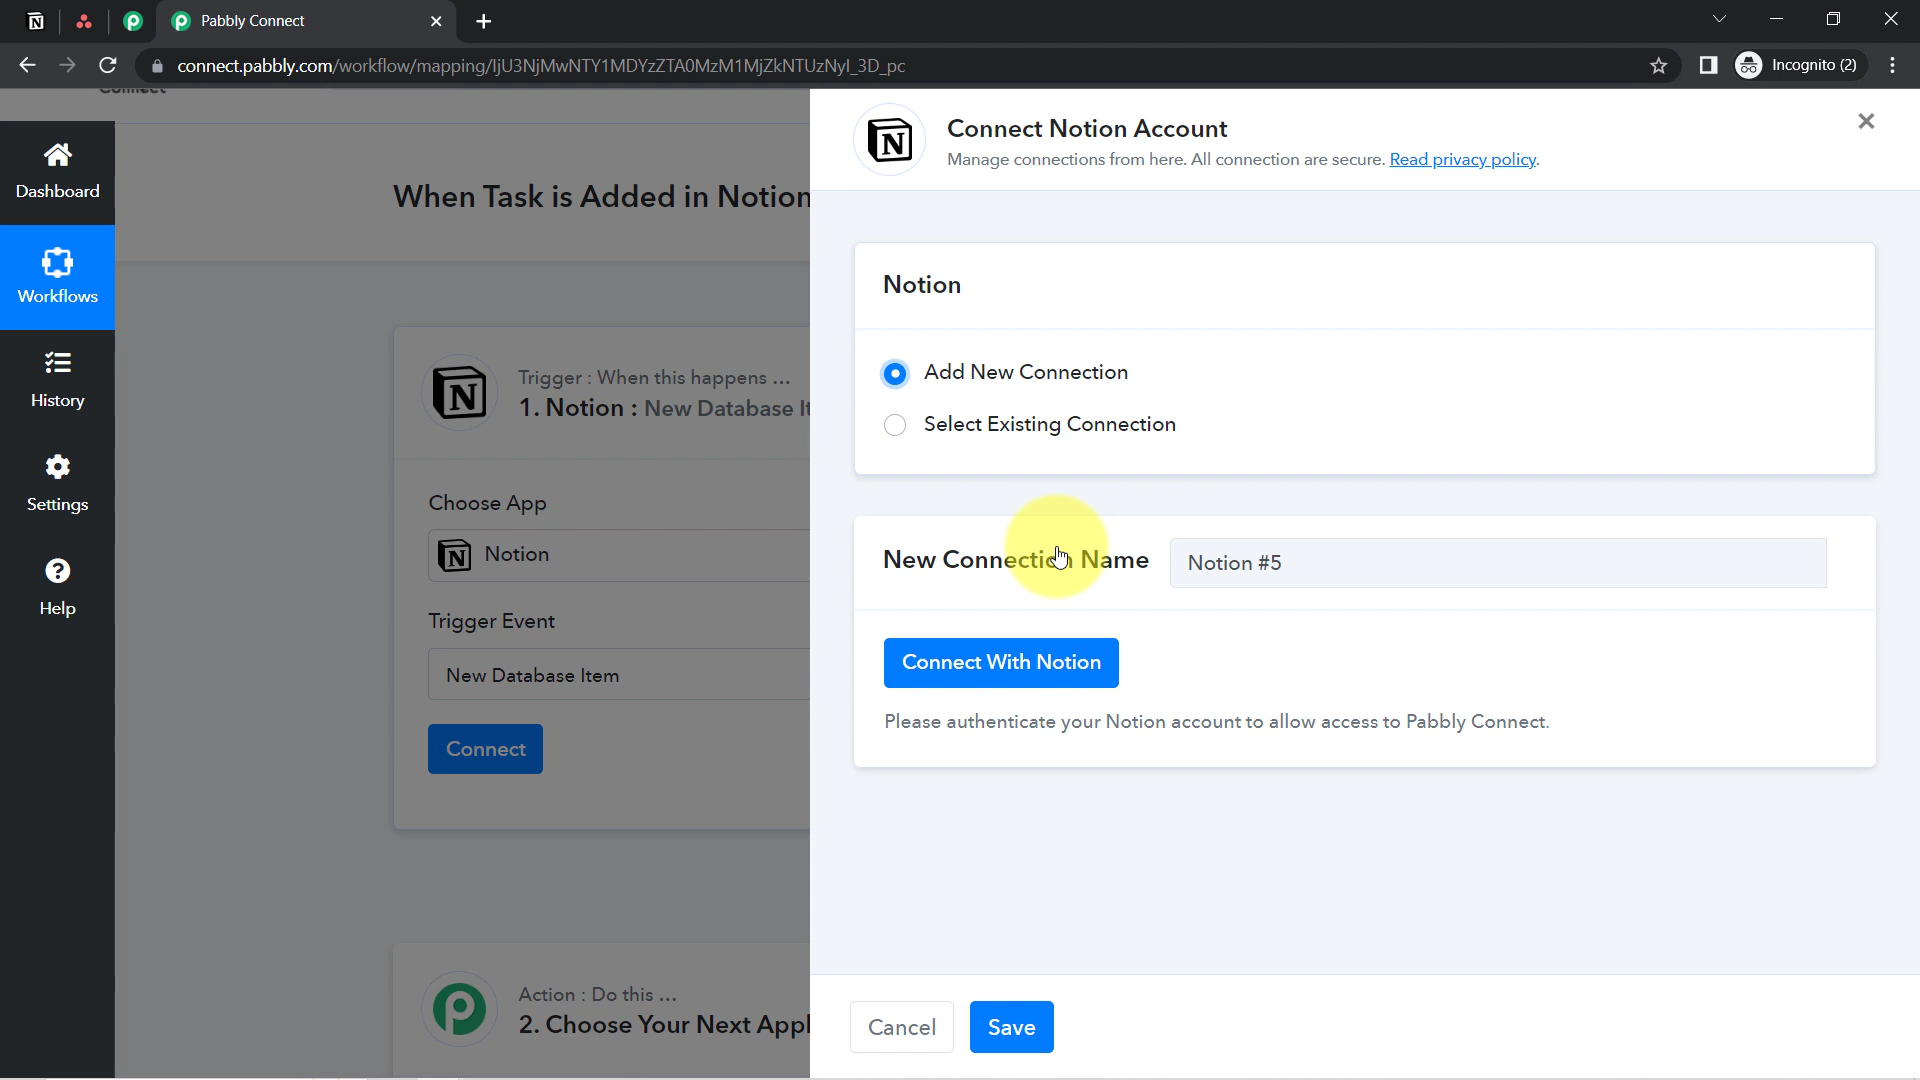 Pabbly Connect
connect.pabbly.com/workflow/mapping/IjU3NjMwNTY1MDYzZTA0MzM1MjZkNTUzNyI_3D_pc
Incognito (2)
Connect
Dashboard
Workflows
History
Settings
Help
When Task is Added in Notion
Trigger : When this happens ...
1. Notion : New Database It
Choose App
Notion
Trigger Event
New Database Item
Connect
Action : Do this ...
2. Choose Your Next Appl
Connect Notion Account
Manage connections from here. All connection are secure. Read privacy policy.
Notion
Add New Connection
Select Existing Connection
New Connection Name
Notion #5
Connect With Notion
Please authenticate your Notion account to allow access to Pabbly Connect.
Cancel
Save